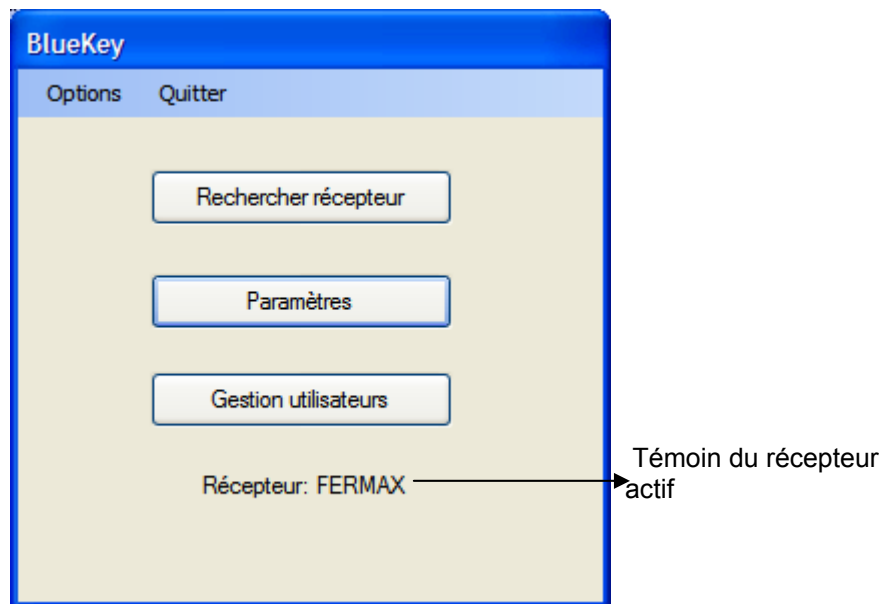 BlueKey
Options Quitter
Rechercher récepteur
Paramètres
Gestion utilisateurs
Récepteur: FERMAX
Témoin du récepteur
actif